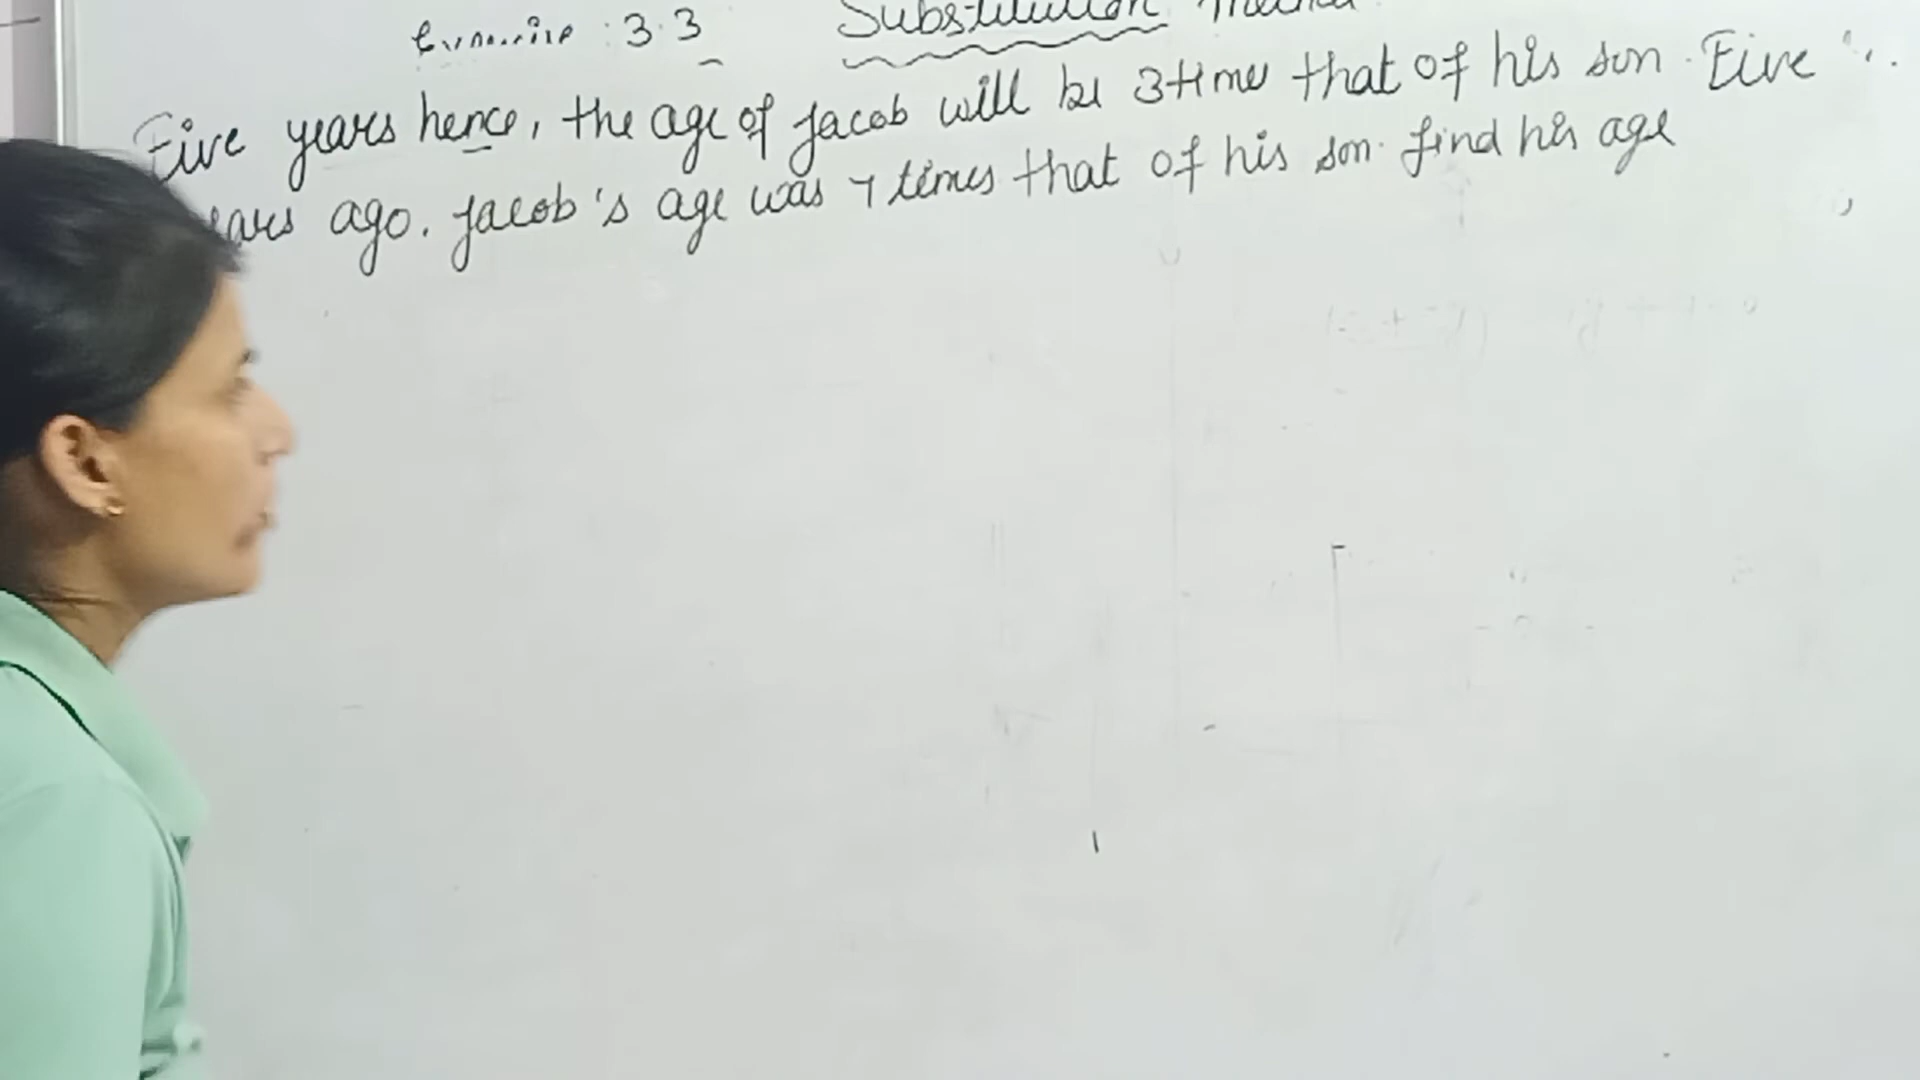 Exercise : 3.3 Substitution Method
Five years hence, the age of Jacob will be 3 time that of his son. Five
years ago. Jacob's age was 7 times that of his son. find his age